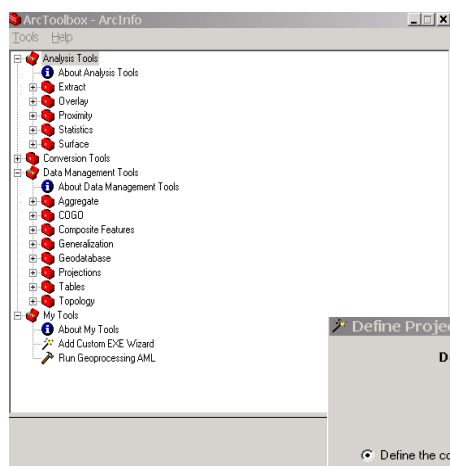 ArcToolbox - ArcInfo
Tools Help
Analysis Tools
About Analysis Tools
Extract
Overlay
Proximity
Statistics
Surface
Conversion Tools
Data Management Tools
About Data Management Tools
Aggregate
COGO
Composite Features
Generalization
Geodatabase
Projections
Tables
Topology
My Tools
About My Tools
Add Custom EXE Wizard
Run Geoprocessing AML
Define Projec
D
Define the co